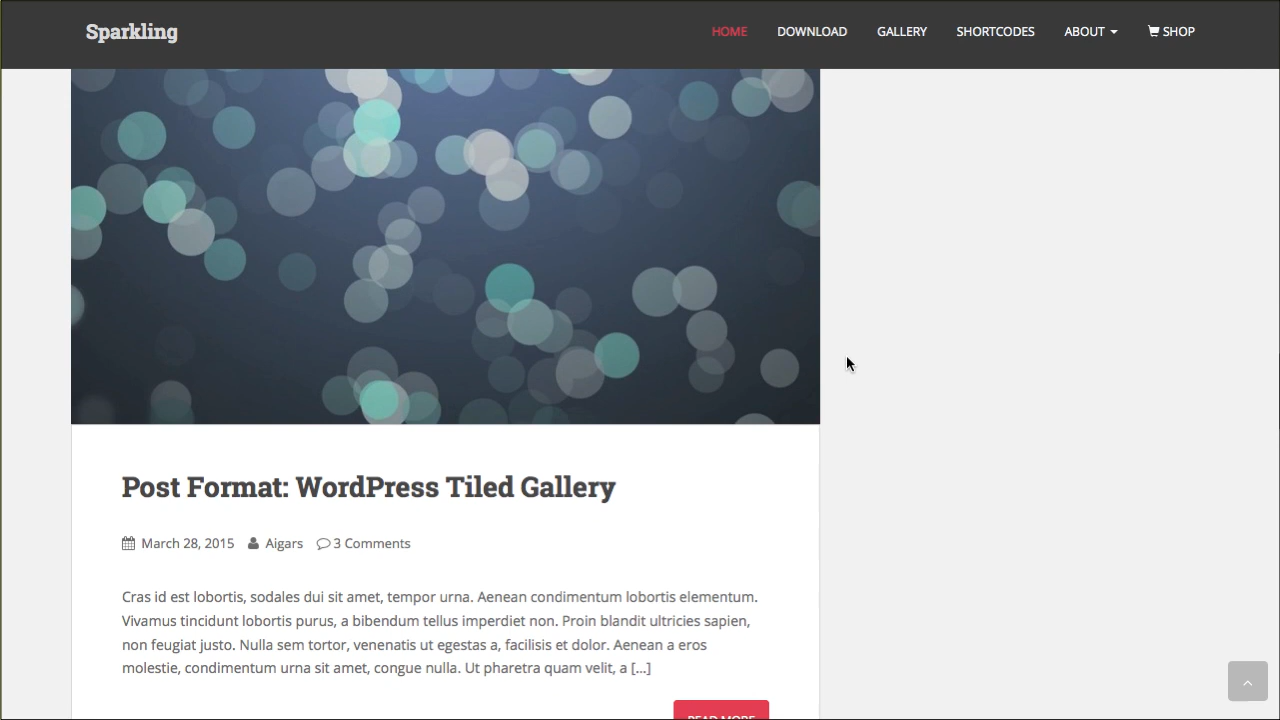 Sparkling
HOME DOWNLOAD GALLERY SHORTCODES ABOUT SHOP
Post Format: WordPress Tiled Gallery
March 28, 2015 Aigars 3 Comments
Cras id est lobortis, sodales dui sit amet, tempor urna. Aenean condimentum lobortis elementum.
Vivamus tincidunt lobortis purus, a bibendum tellus imperdiet non. Proin blandit ultricies sapien,
non feugiat justo. Nulla sem tortor, venenatis ut egestas a, facilisis et dolor. Aenean a eros
molestie, condimentum urna sit amet, congue nulla. Ut pharetra quam velit, a [...]
READ MORE